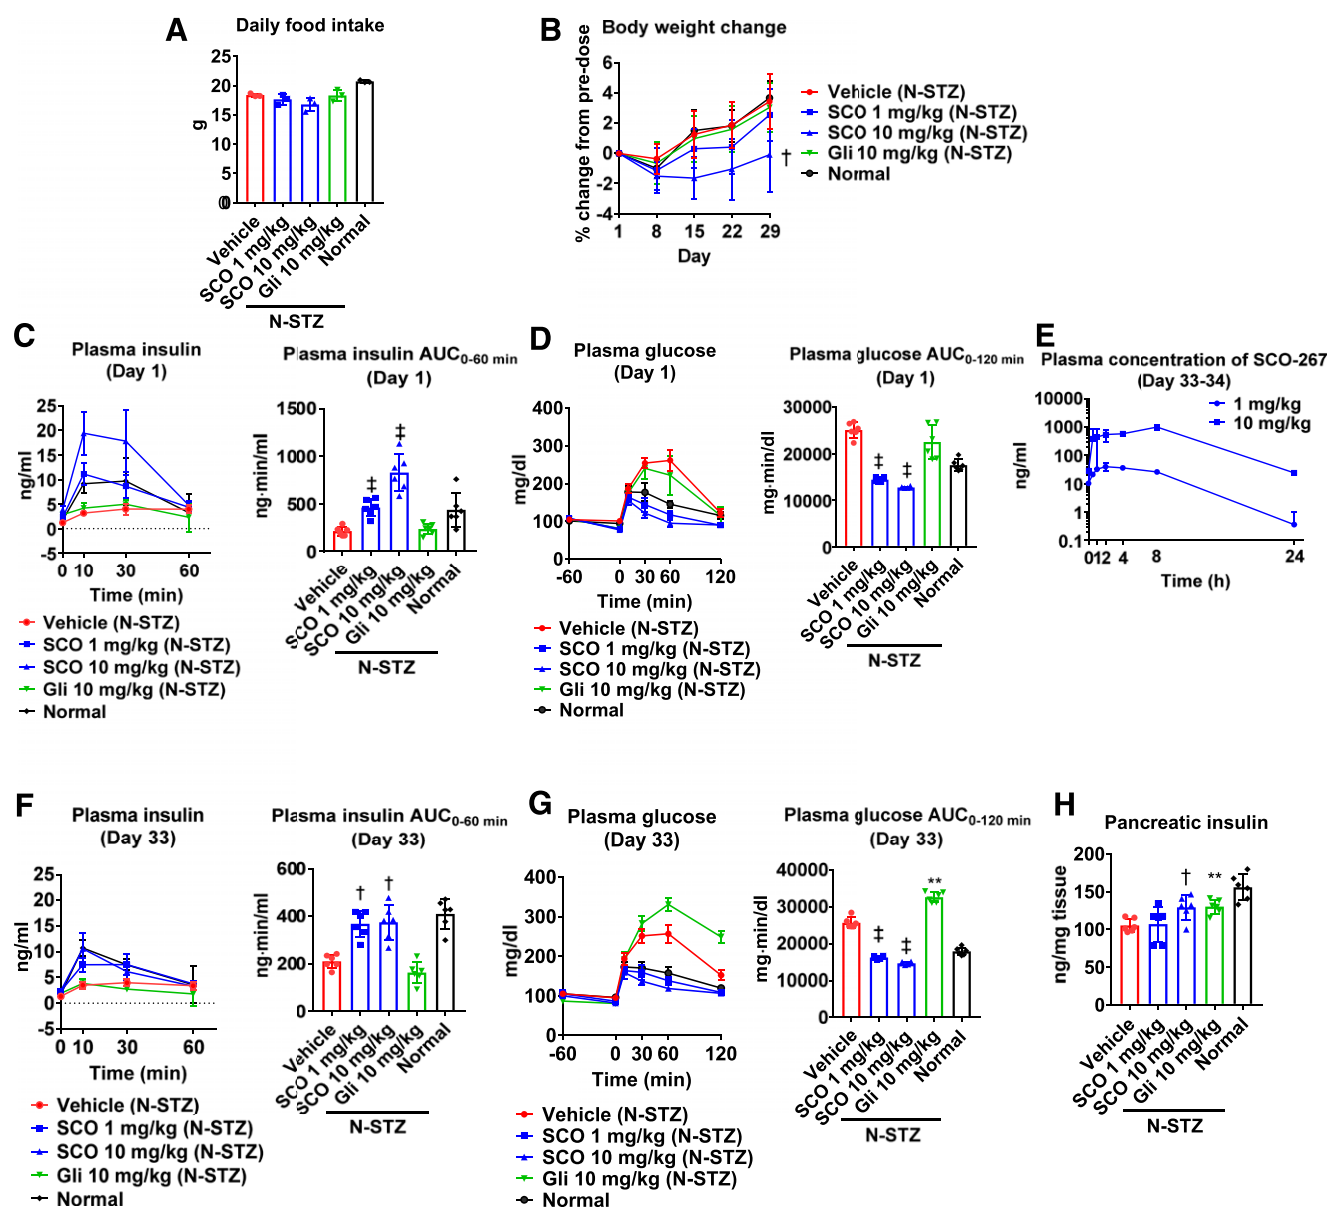 A
Daily food intake
25
20
15
10
5
0
g
Vehicle
SCO 1 mg/kg
SCO 10 mg/kg
Gli 10 mg/kg
Normal
N-STZ
B
Body weight change
% change from pre-dose
6
4
2
0
-2
-4
1 8 15 22 29
Day
†
Vehicle (N-STZ)
SCO 1 mg/kg (N-STZ)
SCO 10 mg/kg (N-STZ)
Gli 10 mg/kg (N-STZ)
Normal
C
Plasma insulin
(Day 1)
ng/ml
25
20
15
10
5
0
-5
0 10 30 60
Time (min)
Vehicle (N-STZ)
SCO 1 mg/kg (N-STZ)
SCO 10 mg/kg (N-STZ)
Gli 10 mg/kg (N-STZ)
Normal
Plasma insulin AUC0-60 min
(Day 1)
ng·min/ml
1500
1000
500
0
‡
‡
Vehicle
SCO 1 mg/kg
SCO 10 mg/kg
Gli 10 mg/kg
Normal
N-STZ
D
Plasma glucose
(Day 1)
mg/dl
400
300
200
100
0
-60 0 30 60 120
Time (min)
Vehicle (N-STZ)
SCO 1 mg/kg (N-STZ)
SCO 10 mg/kg (N-STZ)
Gli 10 mg/kg (N-STZ)
Normal
Plasma glucose AUC0-120 min
(Day 1)
mg·min/dl
30000
20000
10000
0
‡ ‡
Vehicle
SCO 1 mg/kg
SCO 10 mg/kg
Gli 10 mg/kg
Normal
N-STZ
E
Plasma concentration of SCO-267
(Day 33-34)
ng/ml
10000
1000
100
10
1
0.1
1 mg/kg
10 mg/kg
0 1 2 4 8 24
Time (h)
F
Plasma insulin
(Day 33)
ng/ml
25
20
15
10
5
0
-5
0 10 30 60
Time (min)
Vehicle (N-STZ)
SCO 1 mg/kg (N-STZ)
SCO 10 mg/kg (N-STZ)
Gli 10 mg/kg (N-STZ)
Normal
Plasma insulin AUC0-60 min
(Day 33)
ng·min/ml
600
400
200
0
† †
Vehicle
SCO 1 mg/kg
SCO 10 mg/kg
Gli 10 mg/kg
Normal
N-STZ
G
Plasma glucose
(Day 33)
mg/dl
400
300
200
100
0
-60 0 30 60 120
Time (min)
Vehicle (N-STZ)
SCO 1 mg/kg (N-STZ)
SCO 10 mg/kg (N-STZ)
Gli 10 mg/kg (N-STZ)
Normal
Plasma glucose AUC0-120 min
(Day 33)
mg·min/dl
40000
30000
20000
10000
0
‡ ‡ **
Vehicle
SCO 1 mg/kg
SCO 10 mg/kg
Gli 10 mg/kg
Normal
N-STZ
H
Pancreatic insulin
ng/mg tissue
200
150
100
50
0
† **
Vehicle
SCO 1 mg/kg
SCO 10 mg/kg
Gli 10 mg/kg
Normal
N-STZ